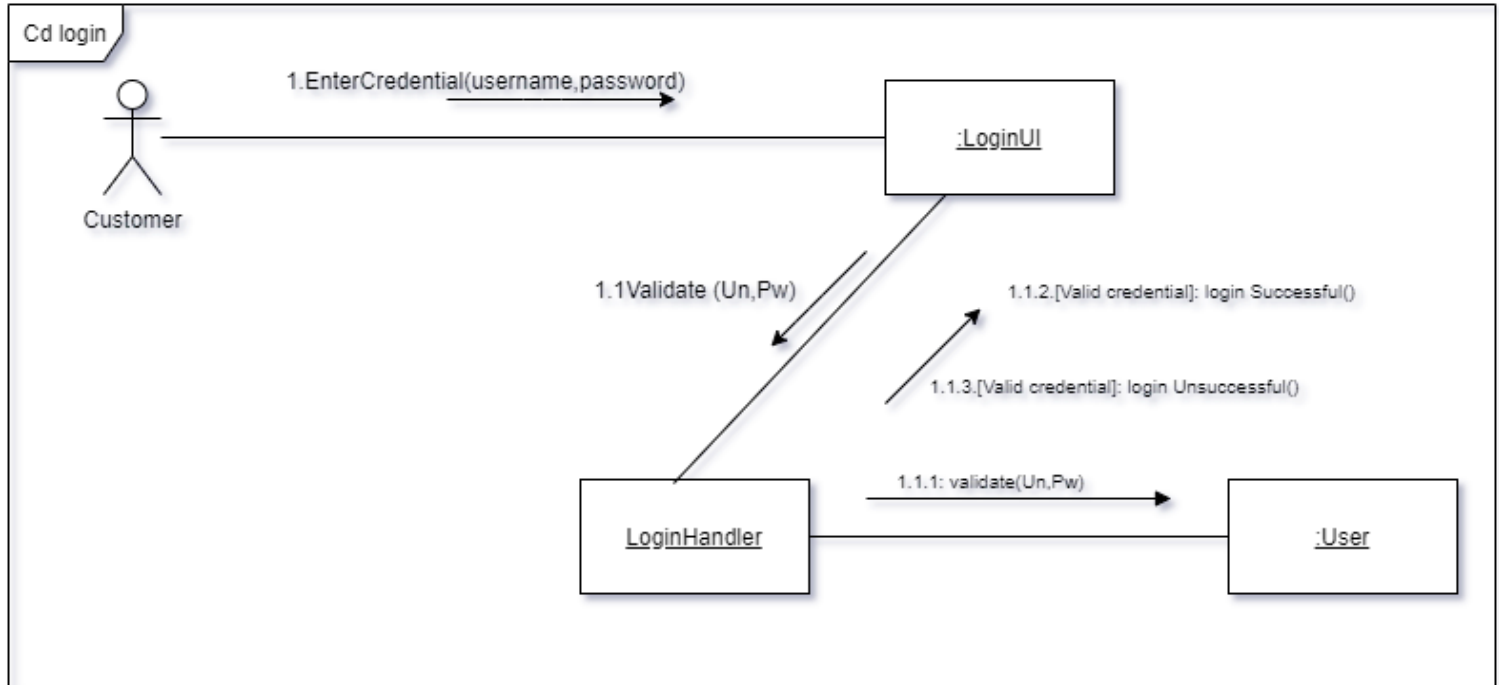 Cd login
1.EnterCredential(username,password)
:LoginUI
Customer
1.1Validate (Un,Pw)
1.1.2.[Valid credential]: login Successful()
1.1.3.[Valid credential]: login Unsuccessful()
1.1.1: validate(Un,Pw)
LoginHandler
:User